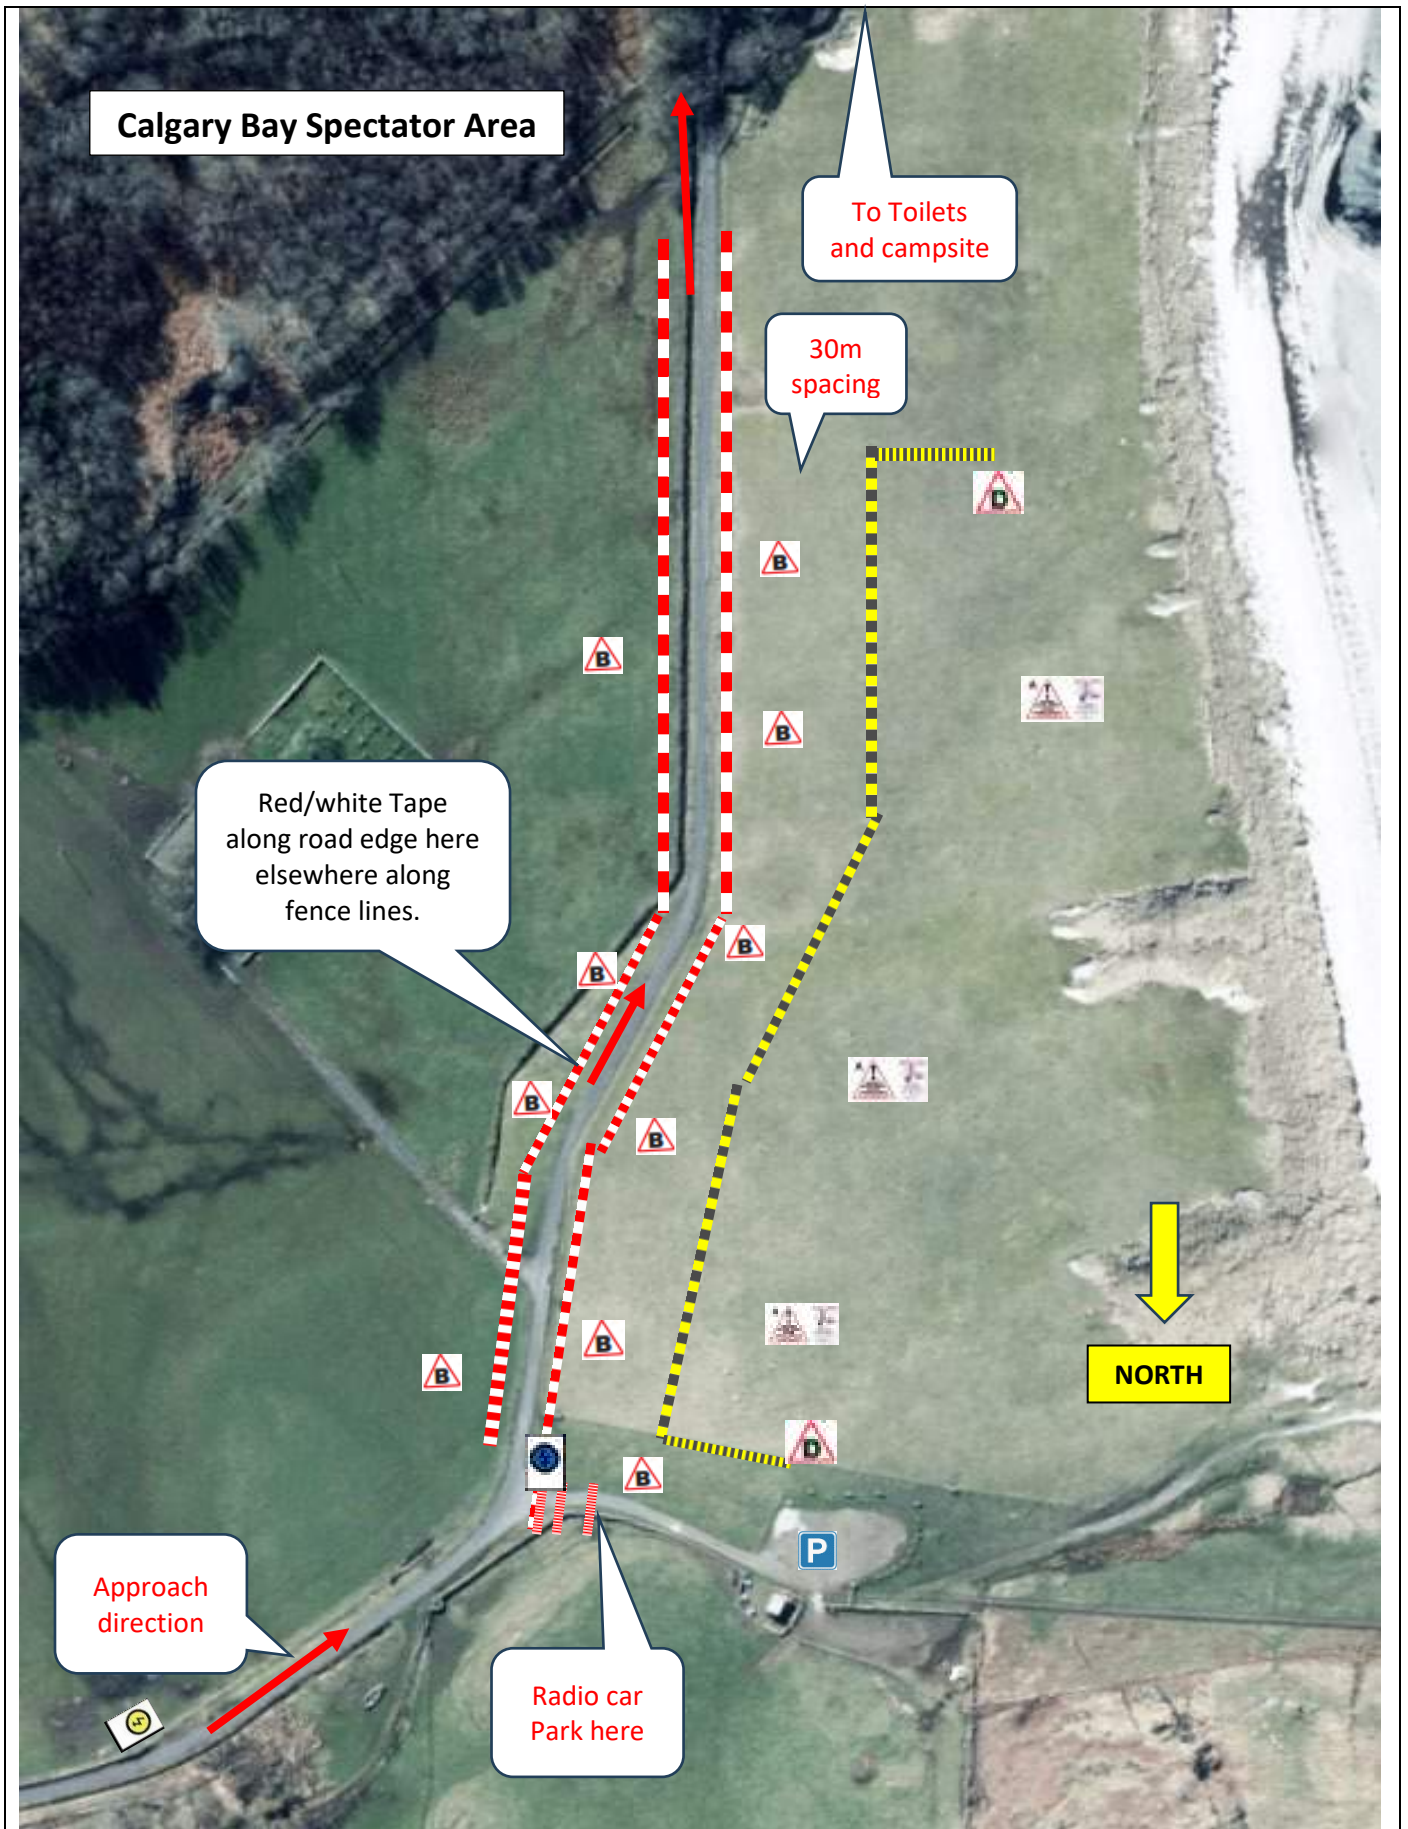 Calgary Bay Spectator Area
To Toilets
and campsite
30m
spacing
D
B
B
B
Red/white Tape
along road edge here
elsewhere along
fence lines.
B
B
B
B
B
B
NORTH
D
B
P
Approach
direction
Radio car
Park here